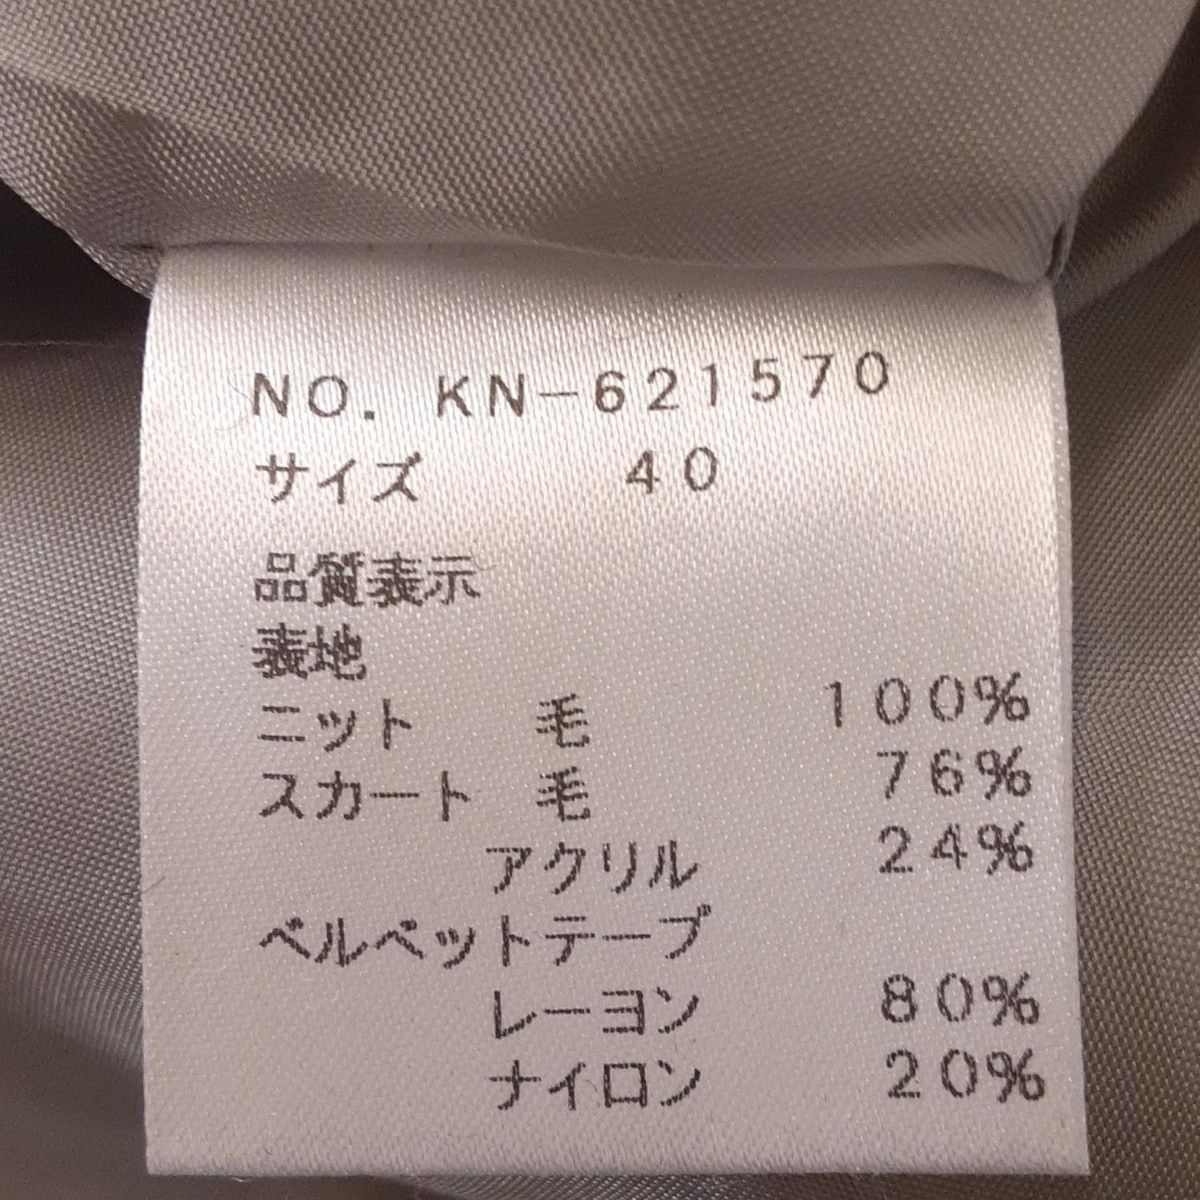 NO. KN-621570
サイズ 40
品質表示
表地
ニット 毛 100%
スカート 毛 76%
アクリル 24%
ベルベットテープ
レーヨン 80%
ナイロン 20%